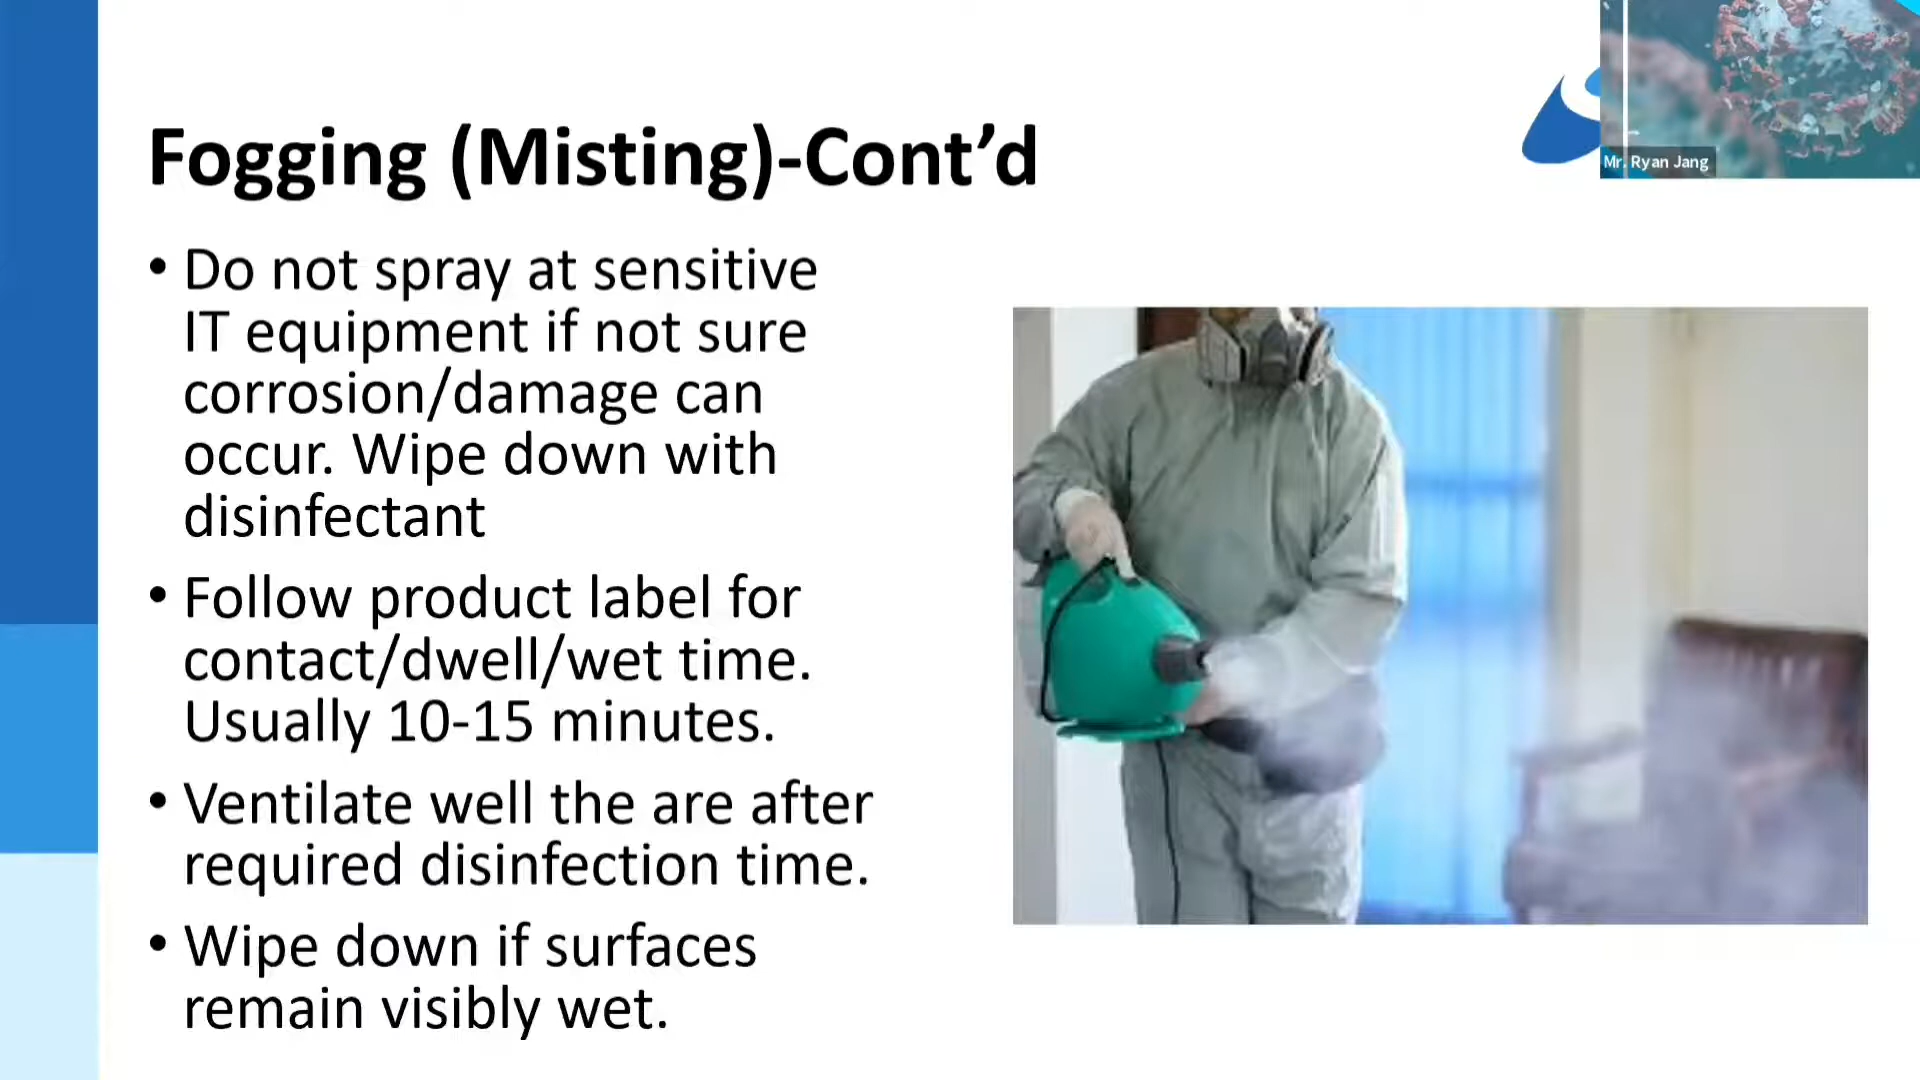 Fogging (Misting)-Cont’d
Mr. Ryan Jang
• Do not spray at sensitive
IT equipment if not sure
corrosion/damage can
occur. Wipe down with
disinfectant
• Follow product label for
contact/dwell/wet time.
Usually 10-15 minutes.
• Ventilate well the are after
required disinfection time.
• Wipe down if surfaces
remain visibly wet.